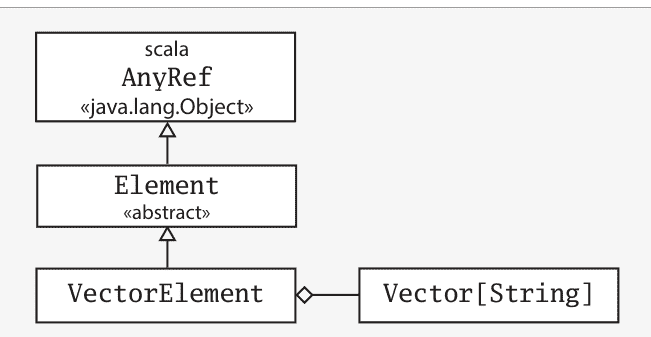 scala
AnyRef
«java.lang.Object»
Element
«abstract»
VectorElement
Vector[String]